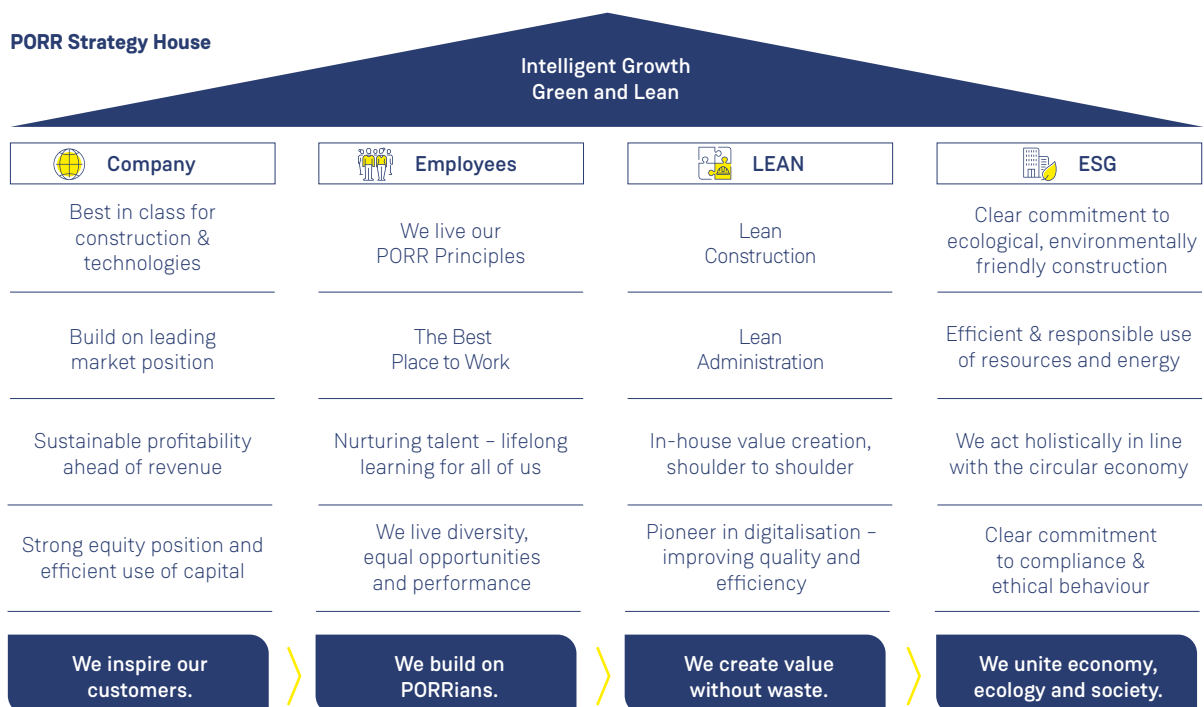 PORR Strategy House
Intelligent Growth
Green and Lean
Company
Best in class for
construction &
technologies
Build on leading
market position
Sustainable profitability
ahead of revenue
Strong equity position and
efficient use of capital
We inspire our
customers.
Employees
We live our
PORR Principles
The Best
Place to Work
Nurturing talent – lifelong
learning for all of us
We live diversity,
equal opportunities
and performance
We build on
PORRians.
LEAN
Lean
Construction
Lean
Administration
In-house value creation,
shoulder to shoulder
Pioneer in digitalisation –
improving quality and
efficiency
We create value
without waste.
ESG
Clear commitment to
ecological, environmentally
friendly construction
Efficient & responsible use
of resources and energy
We act holistically in line
with the circular economy
Clear commitment
to compliance &
ethical behaviour
We unite economy,
ecology and society.